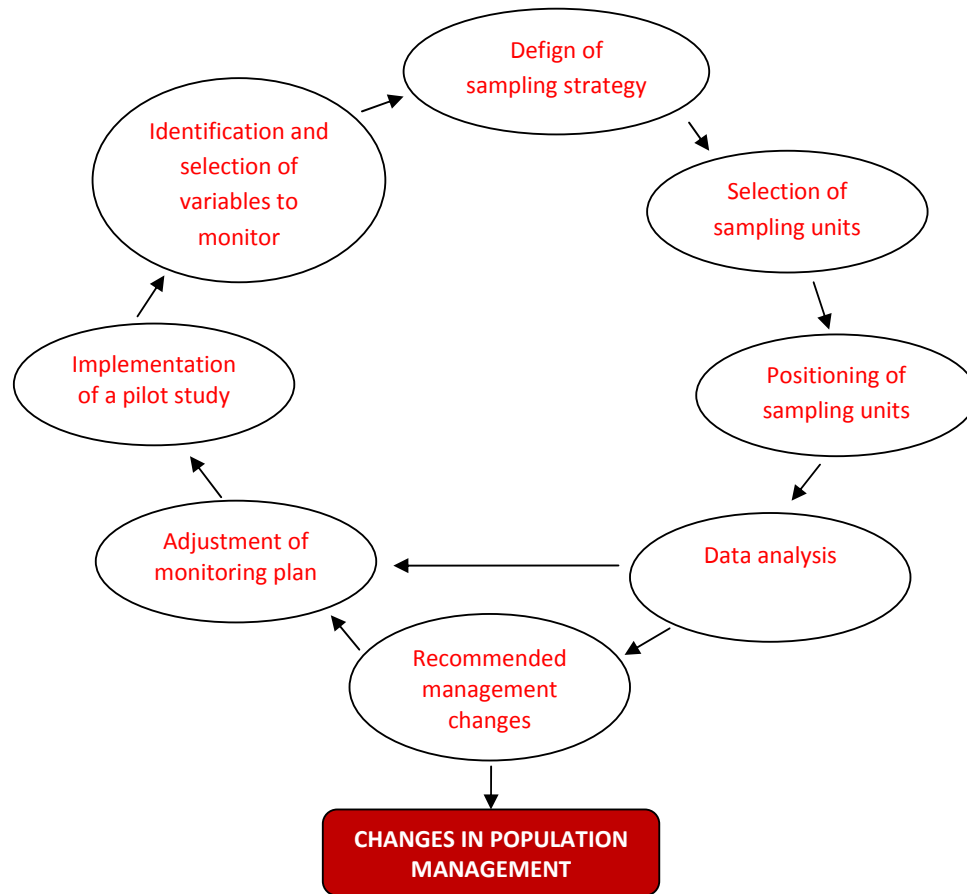 Defign of
sampling strategy
Identification and
selection of
variables to
monitor
Selection of
sampling units
Implementation
of a pilot study
Positioning of
sampling units
Adjustment of
monitoring plan
Data analysis
Recommended
management
changes
CHANGES IN POPULATION
MANAGEMENT